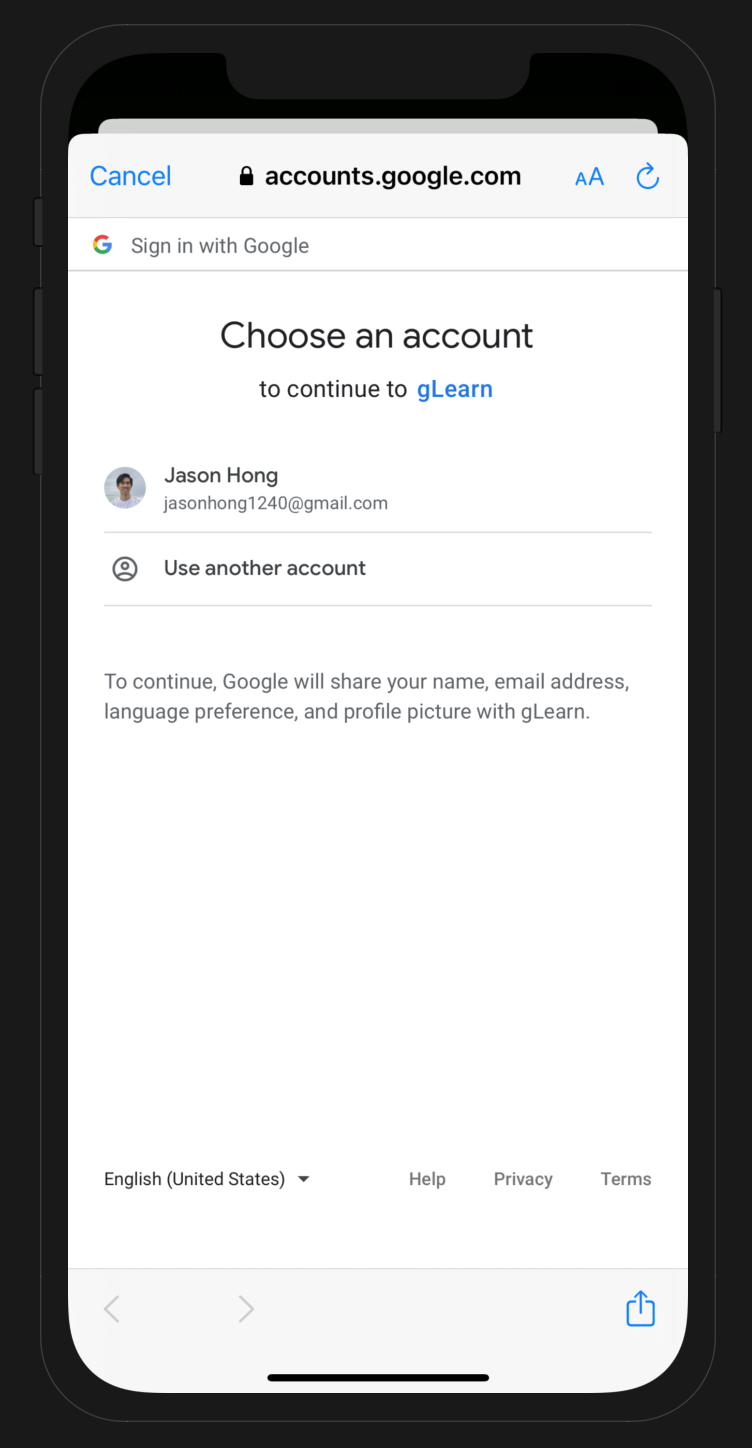 Cancel accounts.google.com AA
Sign in with Google
Choose an account
to continue to gLearn
Jason Hong
jasonhong1240@gmail.com
Use another account
To continue, Google will share your name, email address,
language preference, and profile picture with gLearn.
English (United States) Help Privacy Terms